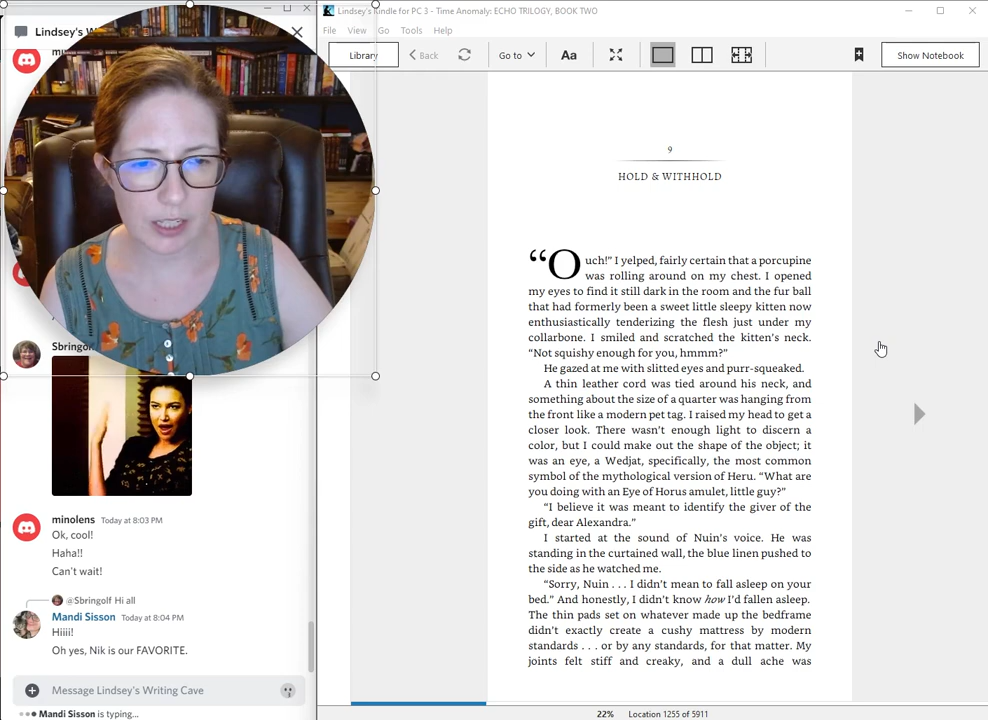 Lindsey's W
Sbringo
minolens Today at 8:03 PM
Ok, cool!
Haha!!
Can't wait!
@Sbringolf Hi all
Mandi Sisson Today at 8:04 PM
Hiiii!
Oh yes, Nik is our FAVORITE.
Message Lindsey's Writing Cave
Mandi Sisson is typing...
Lindsey's Kindle for PC 3 - Time Anomaly: ECHO TRILOGY, BOOK TWO
File View Go Tools Help
Library Back Go to Aa Show Notebook
9
HOLD & WITHHOLD
“Ouch!” I yelped, fairly certain that a porcupine
was rolling around on my chest. I opened
my eyes to find it still dark in the room and the fur ball
that had formerly been a sweet little sleepy kitten now
enthusiastically tenderizing the flesh just under my
collarbone. I smiled and scratched the kitten’s neck.
“Not squishy enough for you, hmmm?”
He gazed at me with slitted eyes and purr-squeaked.
A thin leather cord was tied around his neck, and
something about the size of a quarter was hanging from
the front like a modern pet tag. I raised my head to get a
closer look. There wasn’t enough light to discern a
color, but I could make out the shape of the object; it
was an eye, a Wedjat, specifically, the most common
symbol of the mythological version of Heru. “What are
you doing with an Eye of Horus amulet, little guy?”
“I believe it was meant to identify the giver of the
gift, dear Alexandra.”
I started at the sound of Nuin’s voice. He was
standing in the curtained wall, the blue linen pushed to
the side as he watched me.
“Sorry, Nuin . . . I didn’t mean to fall asleep on your
bed.” And honestly, I didn’t know how I’d fallen asleep.
The thin pads set on whatever made up the bedframe
didn’t exactly create a cushy mattress by modern
standards . . . or by any standards, for that matter. My
joints felt stiff and creaky, and a dull ache was
22% Location 1255 of 5911